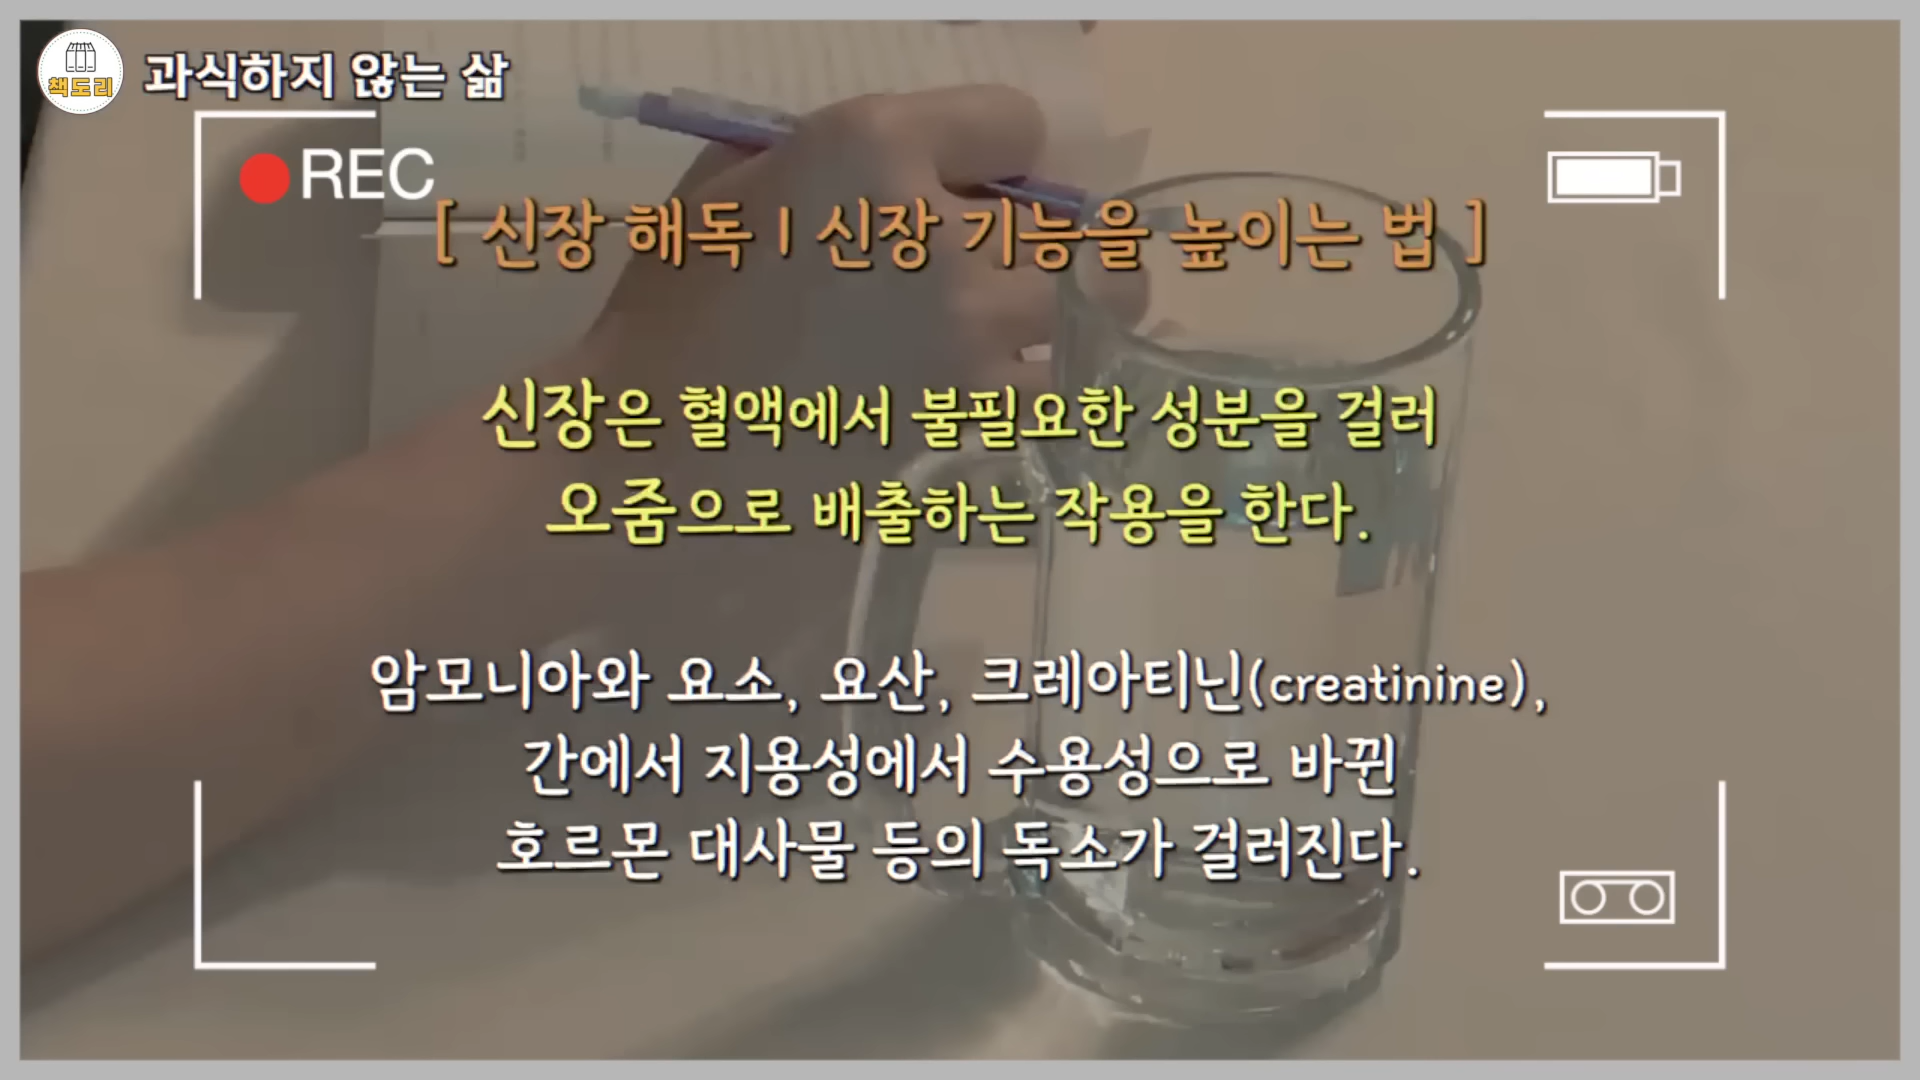 책도리
과식하지 않는 삶
REC
[ 신장 해독 I 신장 기능을 높이는 법 ]
신장은 혈액에서 불필요한 성분을 걸러
오줌으로 배출하는 작용을 한다.
암모니아와 요소, 요산, 크레아티닌(creatinine),
간에서 지용성에서 수용성으로 바뀐
호르몬 대사물 등의 독소가 걸러진다.